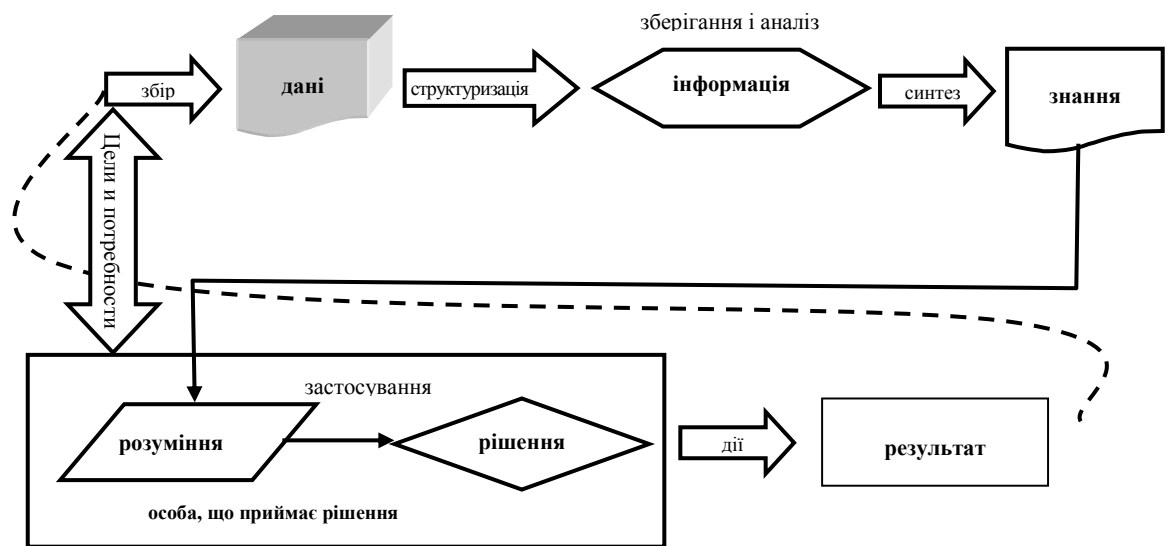 зберігання і аналіз
збір
дані
структуризація
інформація
синтез
знання
Цели и потребности
застосування
розуміння
рішення
дії
результат
особа, що приймає рішення